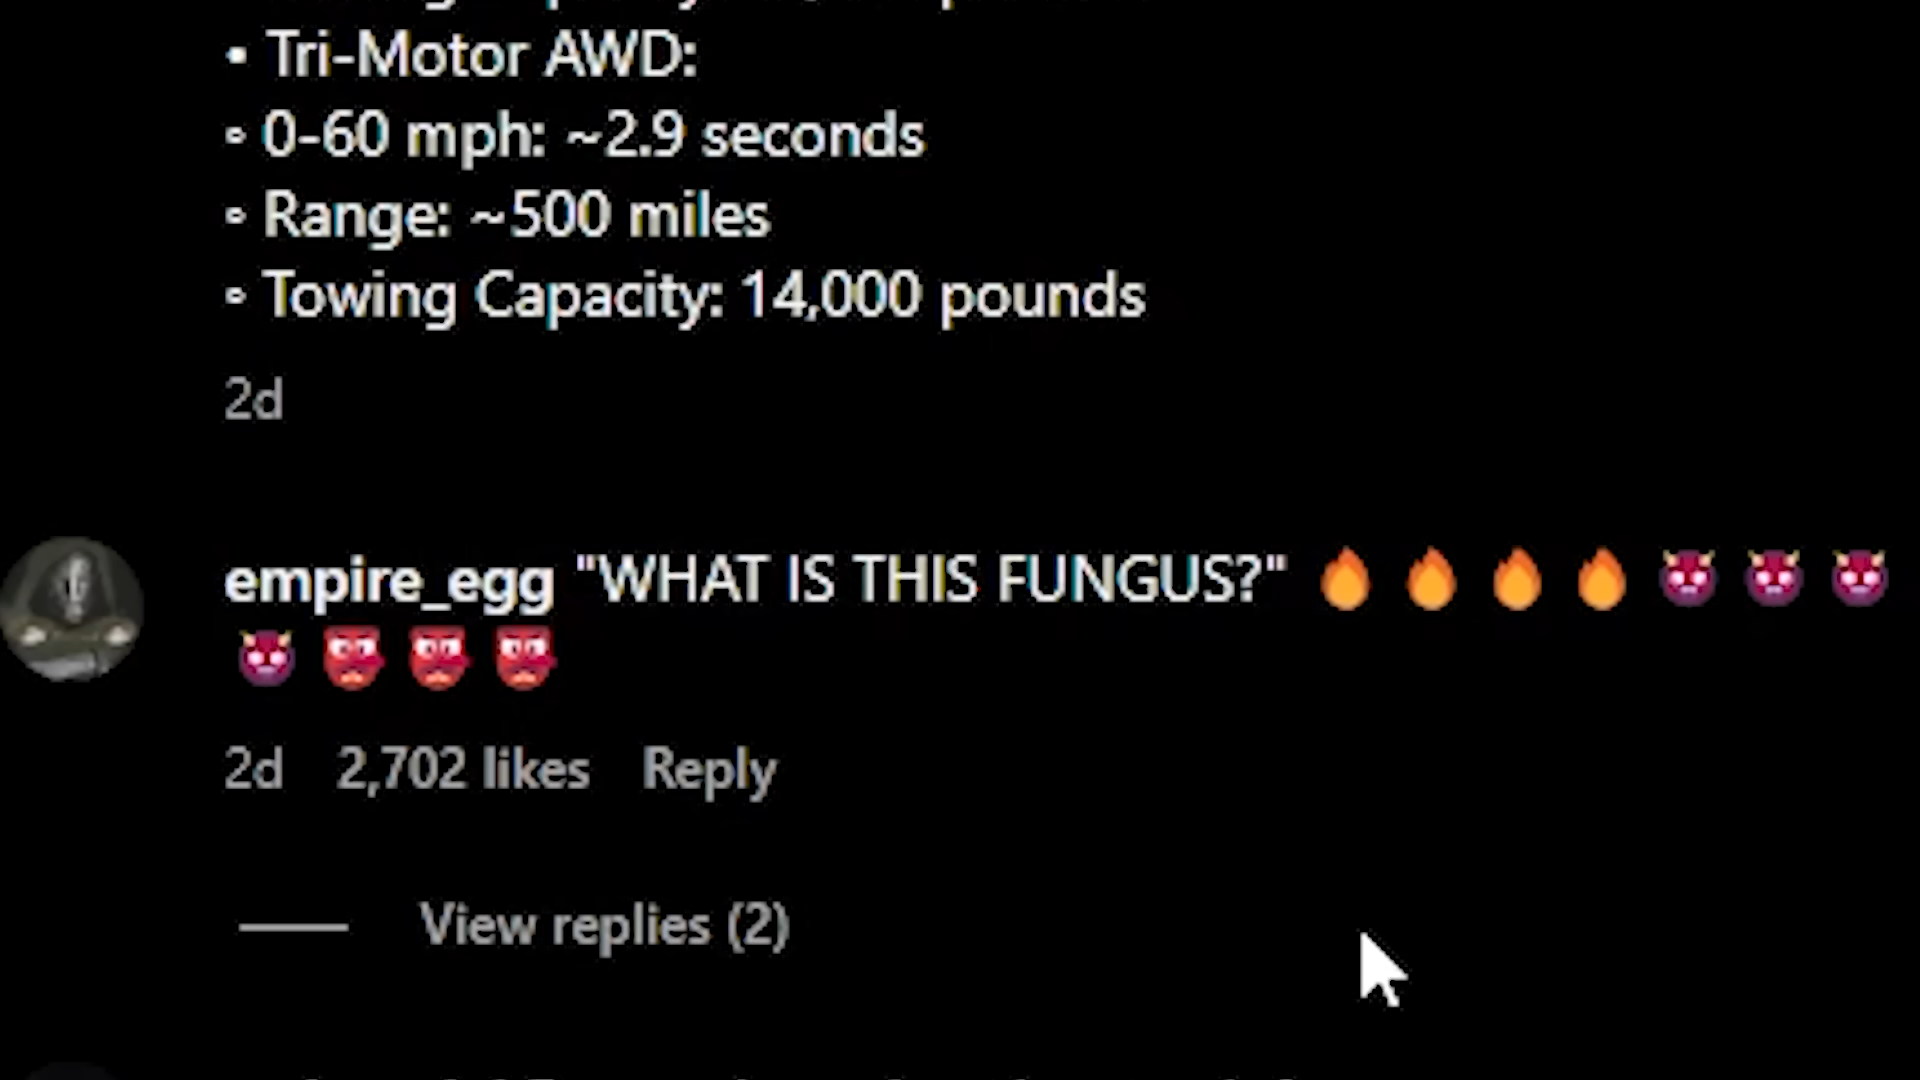 • Tri-Motor AWD:
◦ 0-60 mph: ~2.9 seconds
◦ Range: ~500 miles
◦ Towing Capacity: 14,000 pounds
2d
empire_egg "WHAT IS THIS FUNGUS?" 🔥🔥🔥🔥👿👿👿
👿👺👺👺
2d 2,702 likes Reply
View replies (2)